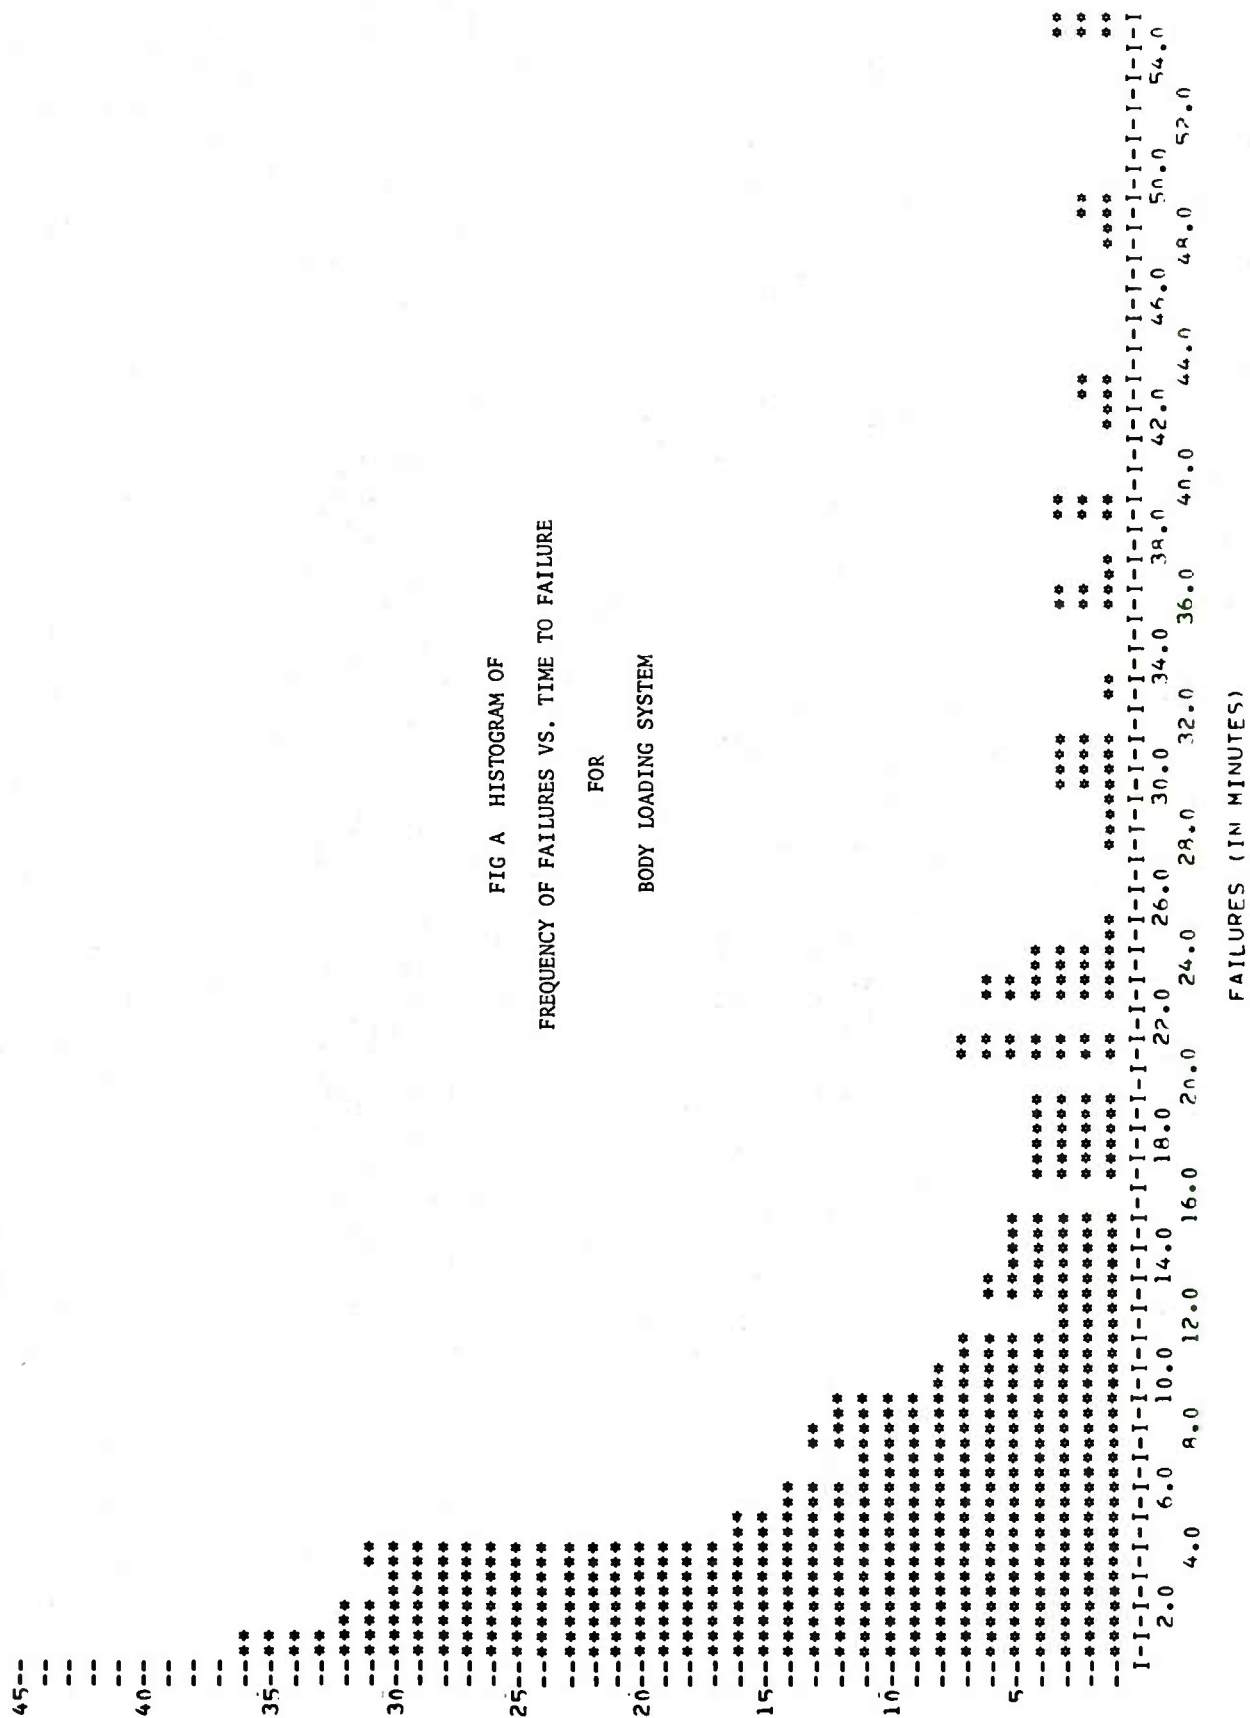 45--
40--
35--
30--
FIG A HISTOGRAM OF
FREQUENCY OF FAILURES VS. TIME TO FAILURE
FOR
BODY LOADING SYSTEM
25--
20--
15--
10--
5--
2.0 6.0 10.0 14.0 18.0 22.0 26.0 30.0 34.0 38.0 42.0 46.0 50.0 54.0
4.0 8.0 12.0 16.0 20.0 24.0 28.0 32.0 36.0 40.0 44.0 48.0 52.0
FAILURES (IN MINUTES)